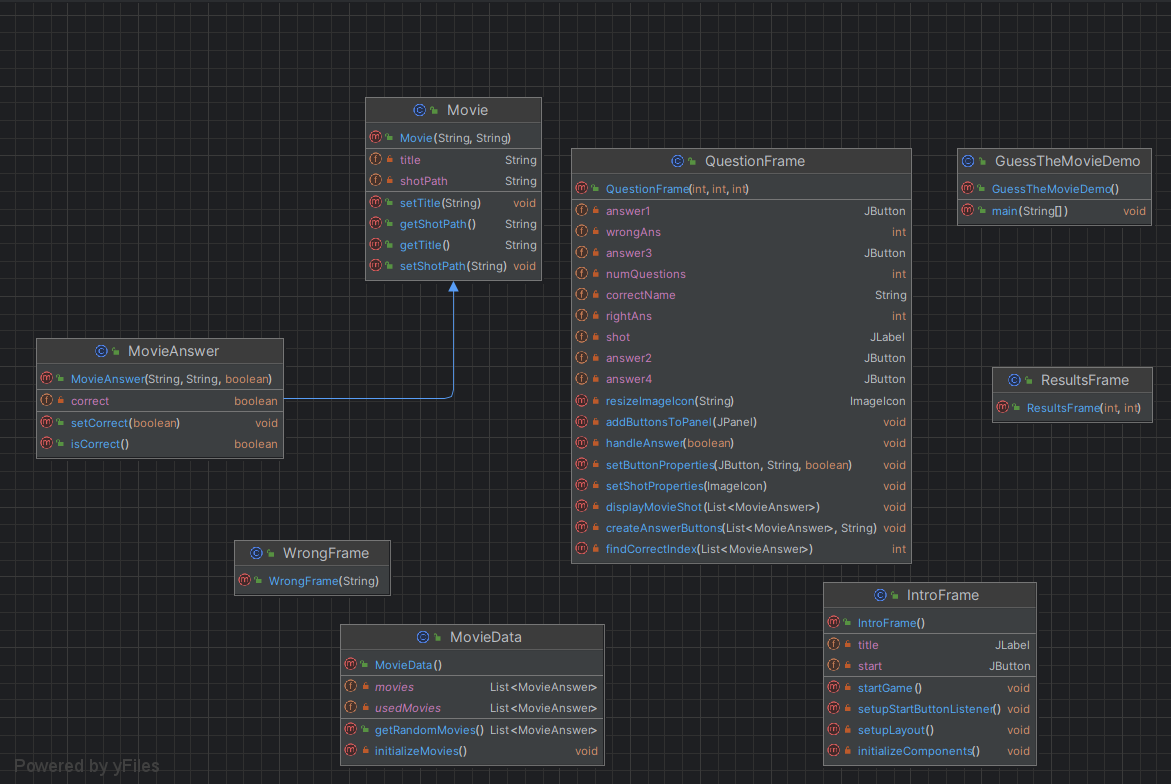 Movie
Movie(String, String)
title String
shotPath String
setTitle(String) void
getShotPath() String
getTitle() String
setShotPath(String) void
QuestionFrame
QuestionFrame(int, int, int)
answer1 JButton
wrongAns int
answer3 JButton
numQuestions int
correctName String
rightAns int
shot JLabel
answer2 JButton
answer4 JButton
resizeImageIcon(String) ImageIcon
addButtonsToPanel(JPanel) void
handleAnswer(boolean) void
setButtonProperties(JButton, String, boolean) void
setShotProperties(ImageIcon) void
displayMovieShot(List<MovieAnswer>) void
createAnswerButtons(List<MovieAnswer>, String) void
findCorrectIndex(List<MovieAnswer>) int
GuessTheMovieDemo
GuessTheMovieDemo()
main(String[]) void
MovieAnswer
MovieAnswer(String, String, boolean)
correct boolean
setCorrect(boolean) void
isCorrect() boolean
ResultsFrame
ResultsFrame(int, int)
WrongFrame
WrongFrame(String)
MovieData
MovieData()
movies List<MovieAnswer>
usedMovies List<MovieAnswer>
getRandomMovies() List<MovieAnswer>
initializeMovies() void
IntroFrame
IntroFrame()
title JLabel
start JButton
startGame() void
setupStartButtonListener() void
setupLayout() void
initializeComponents() void
Powered by yFiles